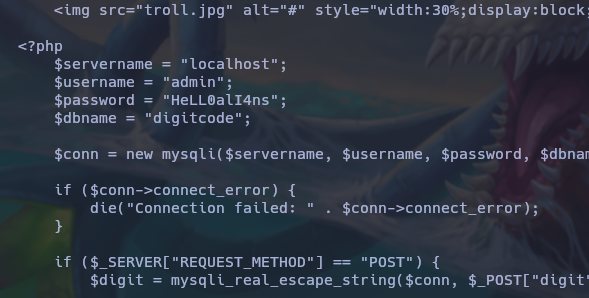 <img src="troll.jpg" alt="#" style="width:30%;display:block;
<?php
$servername = "localhost";
$username = "admin";
$password = "HeLL0alI4ns";
$dbname = "digitcode";
$conn = new mysqli($servername, $username, $password, $dbnam
if ($conn->connect_error) {
die("Connection failed: " . $conn->connect_error);
}
if ($_SERVER["REQUEST_METHOD"] == "POST") {
$digit = mysqli_real_escape_string($conn, $_POST["digit"